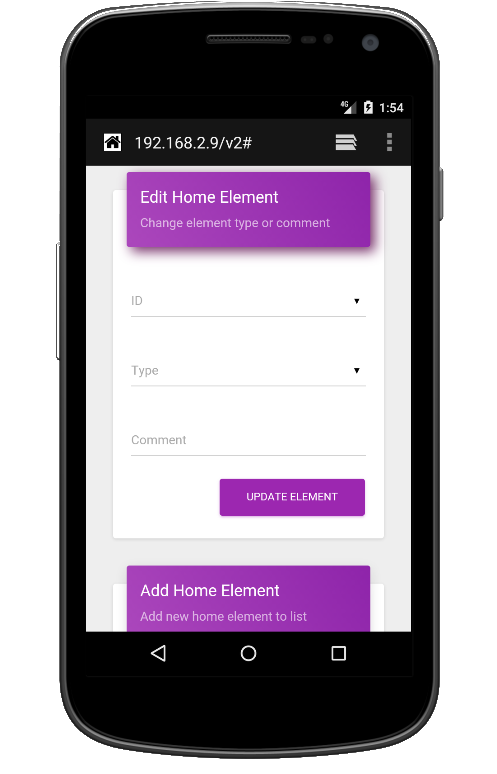 4G 1:54
192.168.2.9/v2#
Edit Home Element
Change element type or comment
ID
Type
Comment
UPDATE ELEMENT
Add Home Element
Add new home element to list